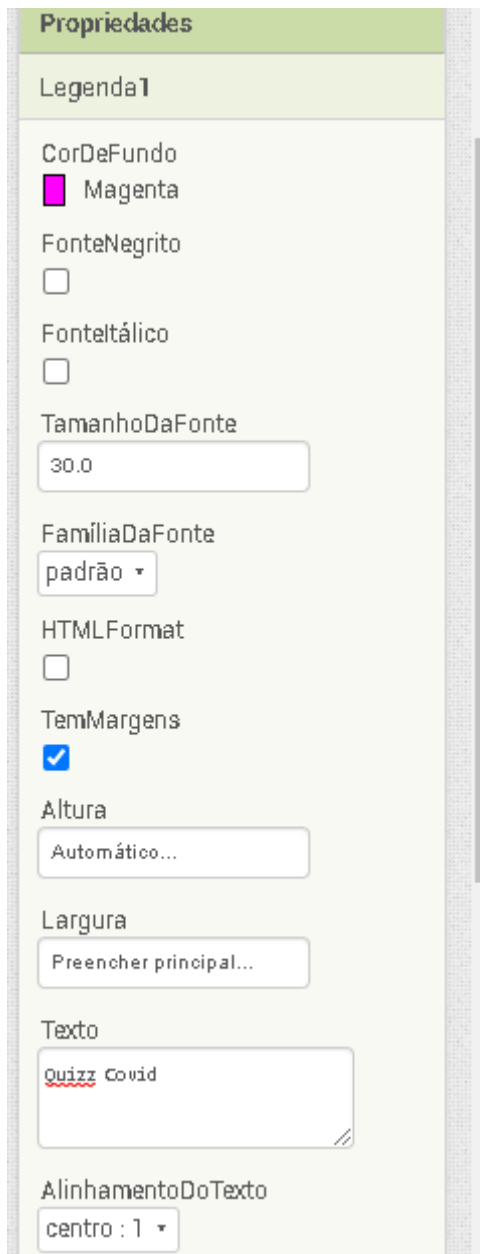 Propriedades
Legenda1
CorDeFundo
Magenta
FonteNegrito
FonteItálico
TamanhoDaFonte
30.0
FamíliaDaFonte
padrão
HTMLFormat
TemMargens
Altura
Automático...
Largura
Preencher principal...
Texto
Quizz Covid
AlinhamentoDoTexto
centro : 1